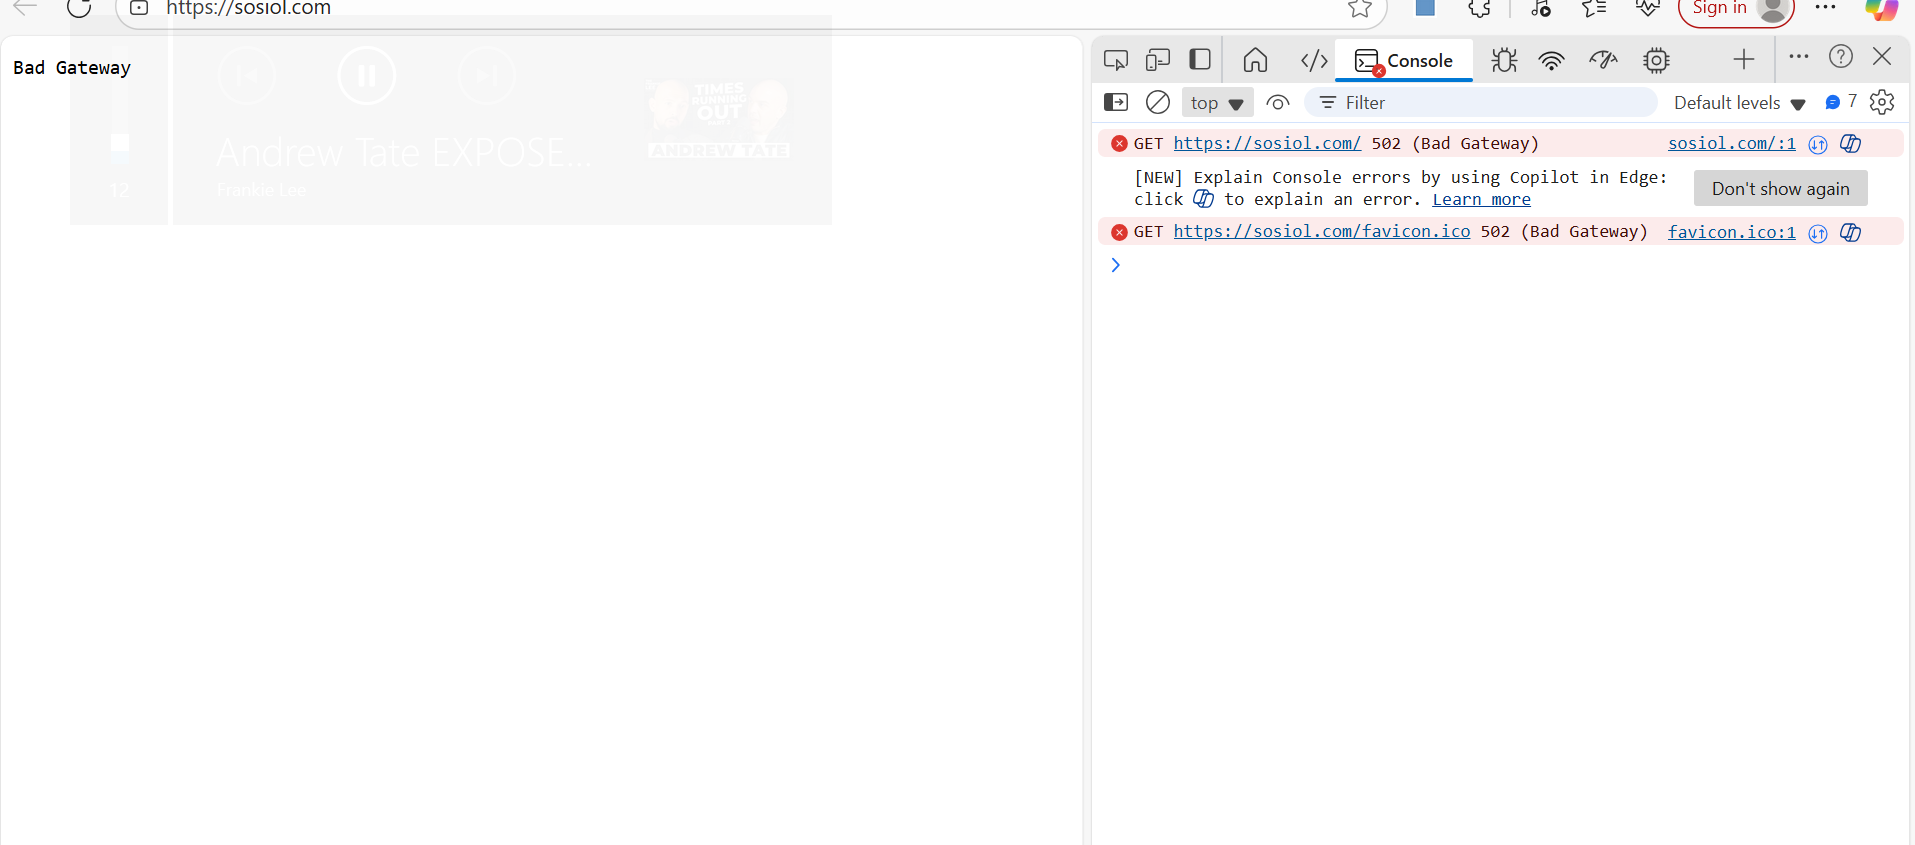 https://sosiol.com
Sign in
Bad Gateway
Andrew Tate EXPOSE...
Frankie Lee
12
TIMES
RUNNING
OUT
ANDREW TATE
Console
top
Filter
Default levels
7
GET https://sosiol.com/ 502 (Bad Gateway) sosiol.com/:1
[NEW] Explain Console errors by using Copilot in Edge:
click to explain an error. Learn more
Don't show again
GET https://sosiol.com/favicon.ico 502 (Bad Gateway) favicon.ico:1